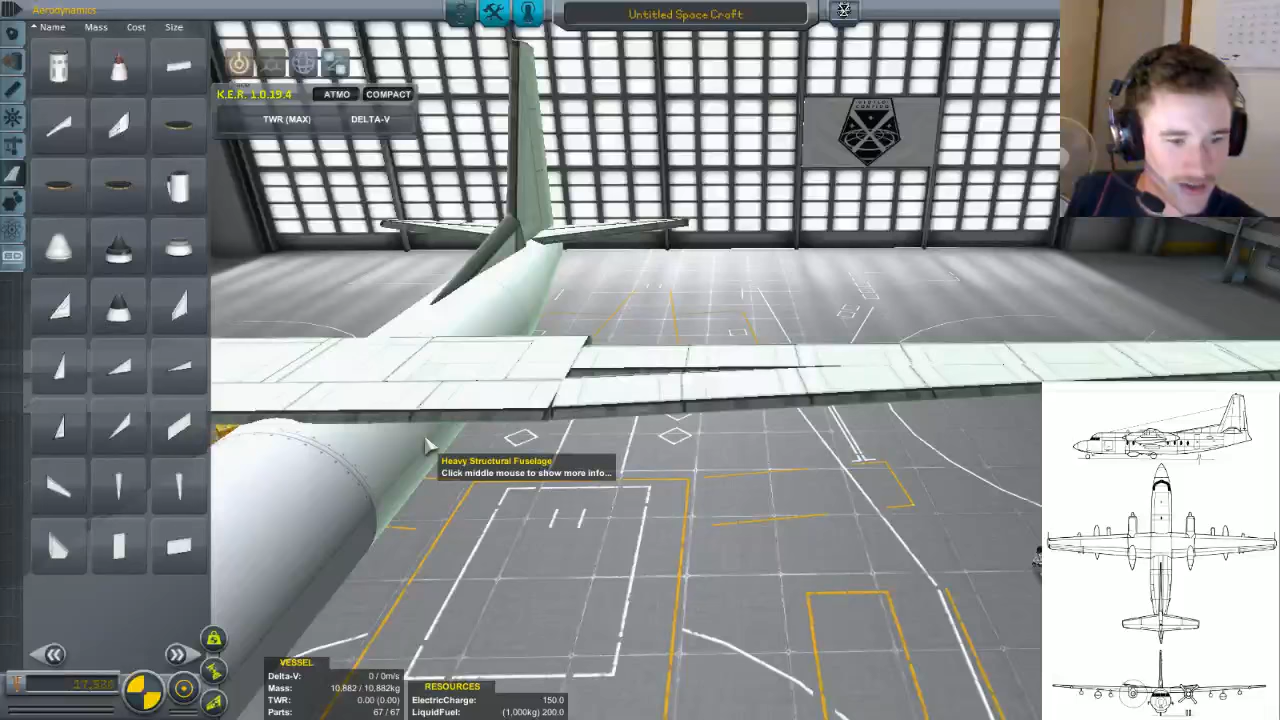 Aerodynamics
Name Mass Cost Size
Untitled Space Craft
K.E.R. 1.0.19.4 ATMO COMPACT
TWR (MAX) DELTA-V
Heavy Structural Fuselage
Click middle mouse to show more info...
VESSEL
Delta-V: 0 / 0m/s
Mass: 10,882 / 10,882kg
TWR: 0.00 (0.00)
Parts: 67 / 67
RESOURCES
ElectricCharge: 150.0
LiquidFuel: (1,000kg) 200.0